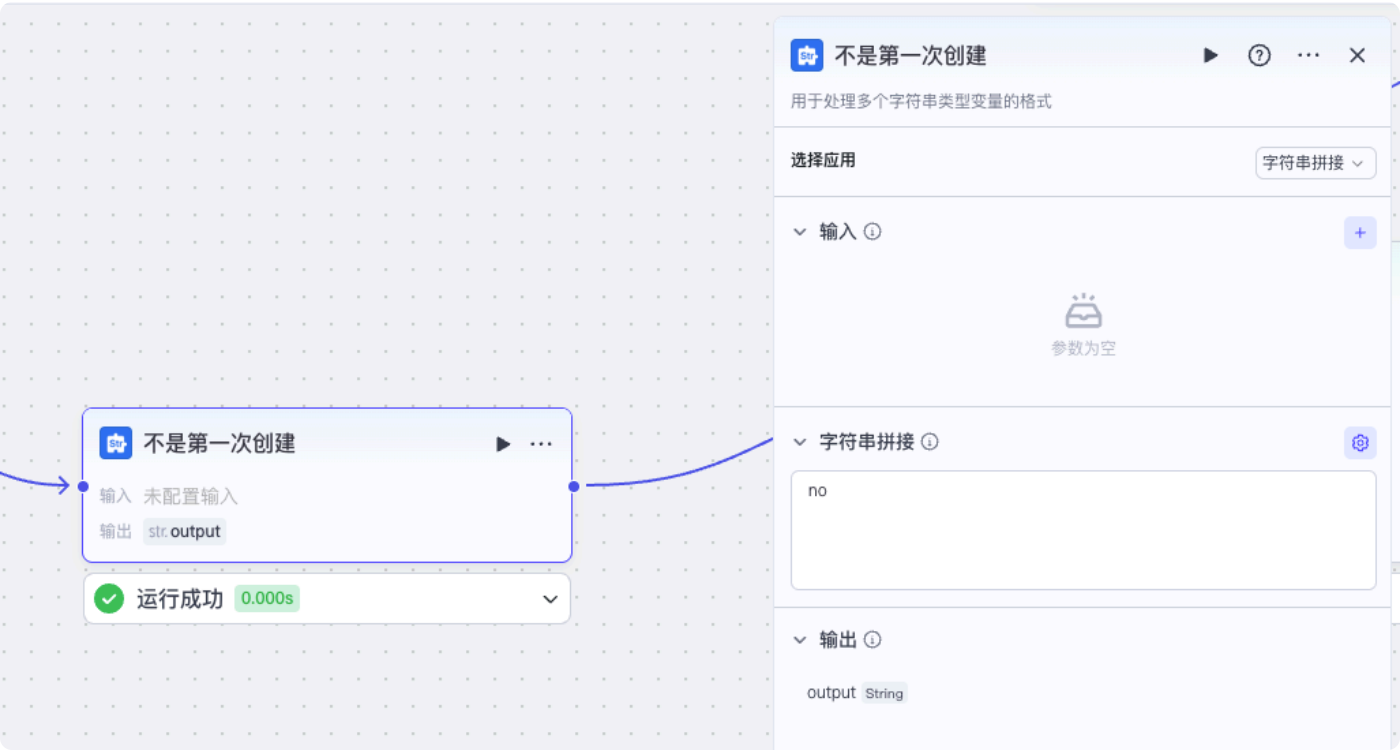 不是第一次创建
输入 未配置输入
输出 str.output
运行成功 0.000s
Str
不是第一次创建
用于处理多个字符串类型变量的格式
选择应用 字符串拼接
输入
参数为空
字符串拼接
no
输出
output String